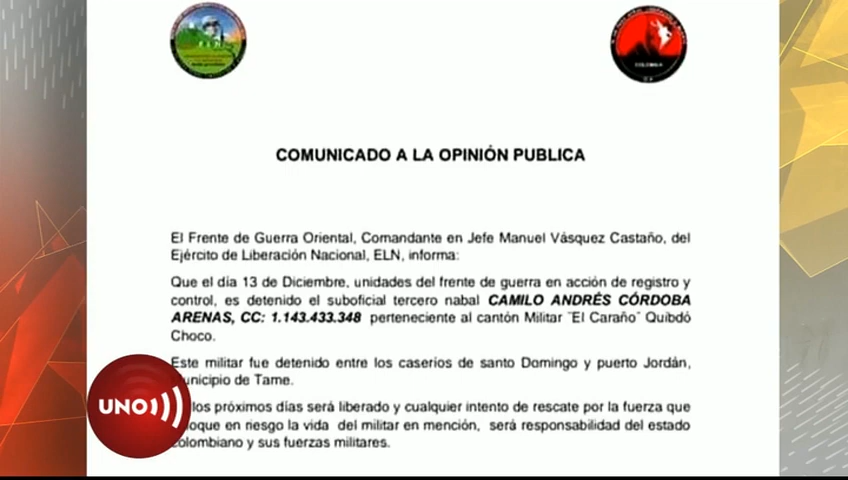 COLOMBIA
COMUNICADO A LA OPINIÓN PUBLICA
El Frente de Guerra Oriental, Comandante en Jefe Manuel Vásquez Castaño, del
Ejército de Liberación Nacional, ELN, informa:
Que el día 13 de Diciembre, unidades del frente de guerra en acción de registro y
control, es detenido el suboficial tercero nabal CAMILO ANDRÉS CÓRDOBA
ARENAS, CC: 1.143.433.348 perteneciente al cantón Militar ¨El Caraño¨ Quibdó
Choco.
Este militar fue detenido entre los caseríos de santo Domingo y puerto Jordán,
unicipio de Tame.
los próximos días será liberado y cualquier intento de rescate por la fuerza que
oque en riesgo la vida del militar en mención, será responsabilidad del estado
colombiano y sus fuerzas militares.
UNO